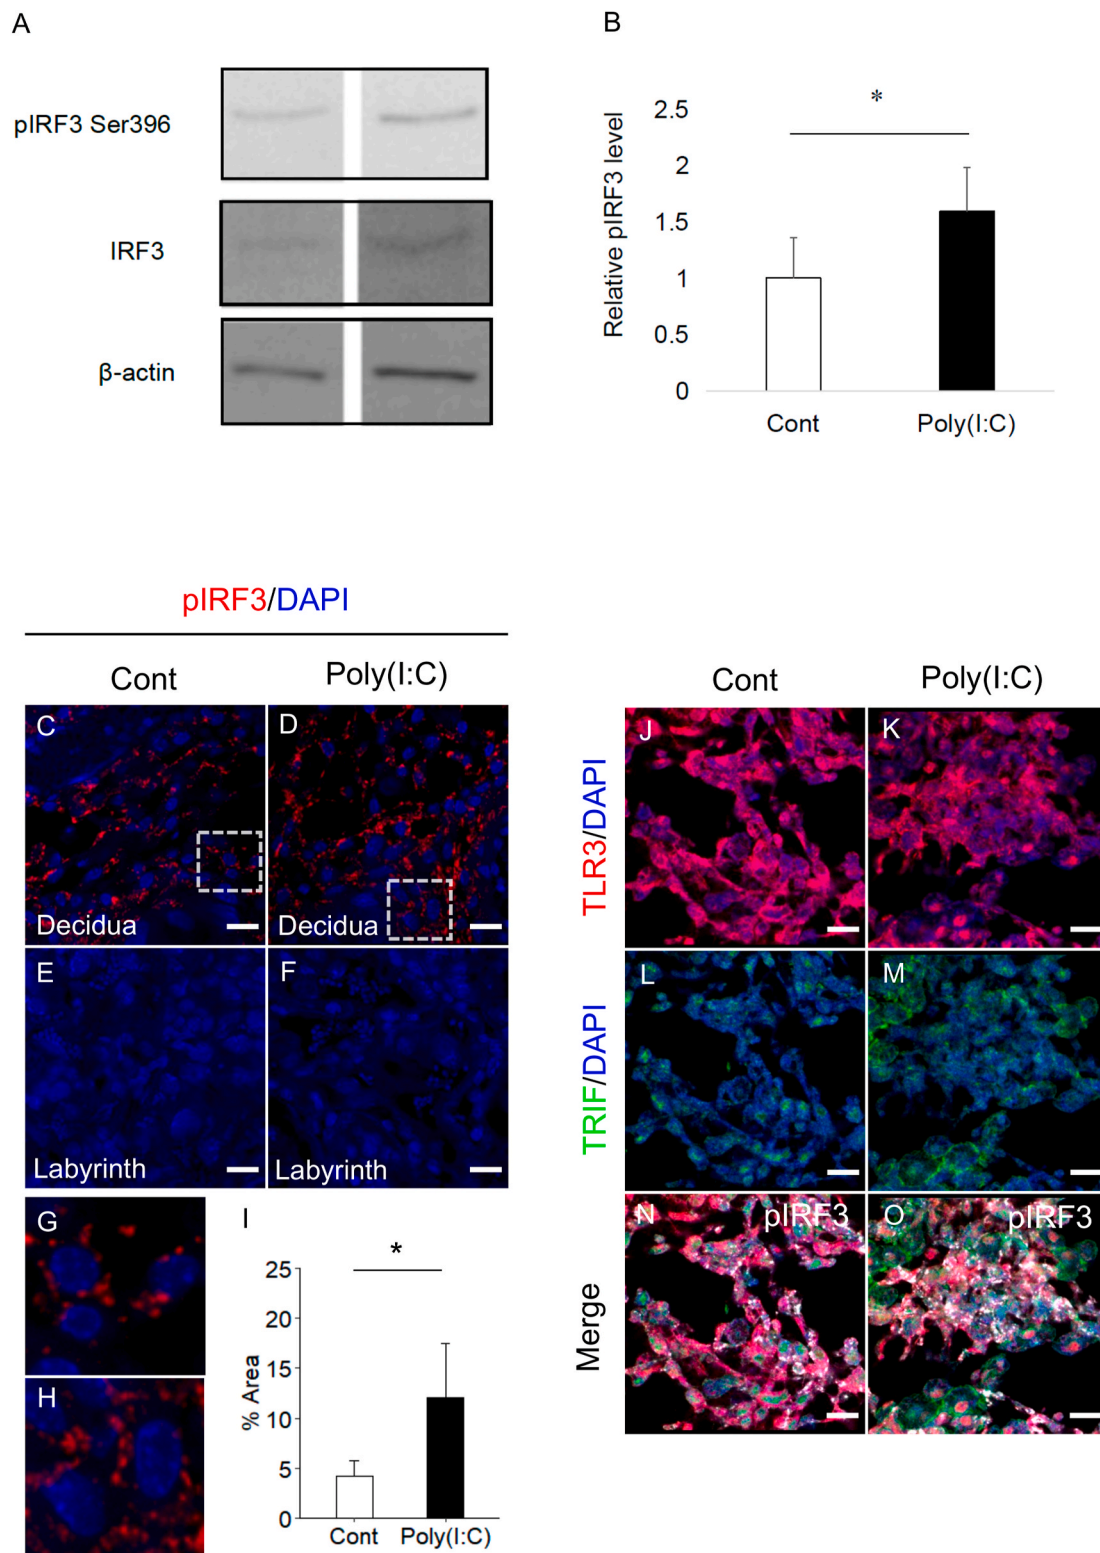 A
pIRF3 Ser396
IRF3
β-actin
B
*
Relative pIRF3 level
2.5
2
1.5
1
0.5
0
Cont
Poly(I:C)
pIRF3/DAPI
Cont
Poly(I:C)
C
Decidua
D
Decidua
E
Labyrinth
F
Labyrinth
G
H
I
*
% Area
25
20
15
10
5
0
Cont
Poly(I:C)
Cont
Poly(I:C)
TLR3/DAPI
J
K
TRIF/DAPI
L
M
Merge
N
pIRF3
O
pIRF3